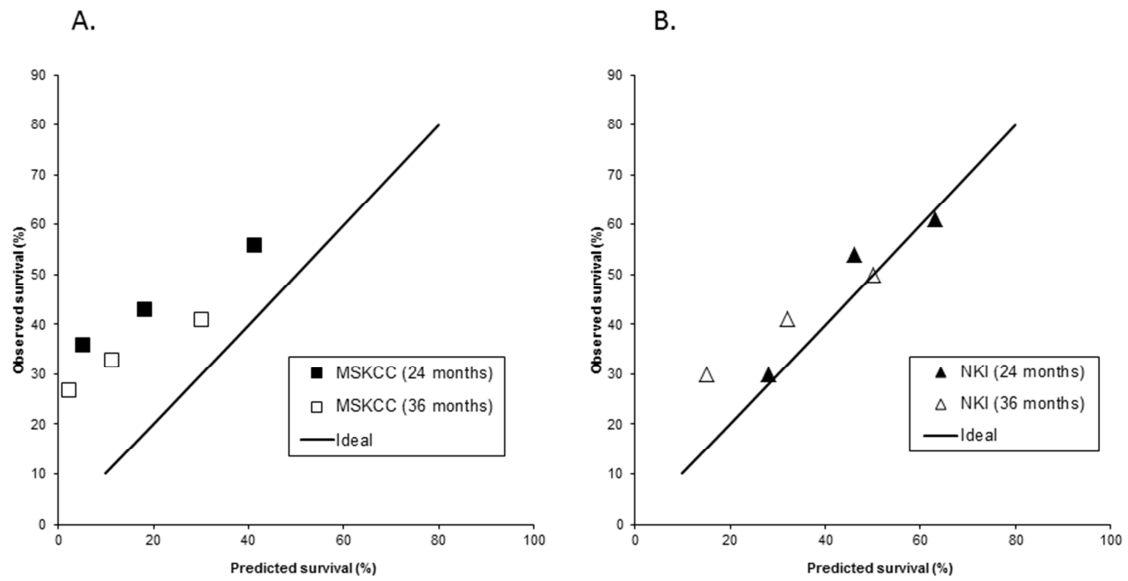 A.
90
80
70
60
50
40
30
20
10
0
Observed survival (%)
MSKCC (24 months)
MSKCC (36 months)
Ideal
0 20 40 60 80 100
Predicted survival (%)
B.
90
80
70
60
50
40
30
20
10
0
Observed survival (%)
NKI (24 months)
NKI (36 months)
Ideal
0 20 40 60 80 100
Predicted survival (%)